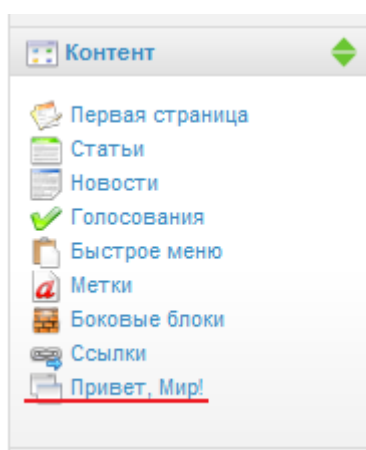 Контент
Первая страница
Статьи
Новости
Голосования
Быстрое меню
Метки
Боковые блоки
Ссылки
Привет, Мир!